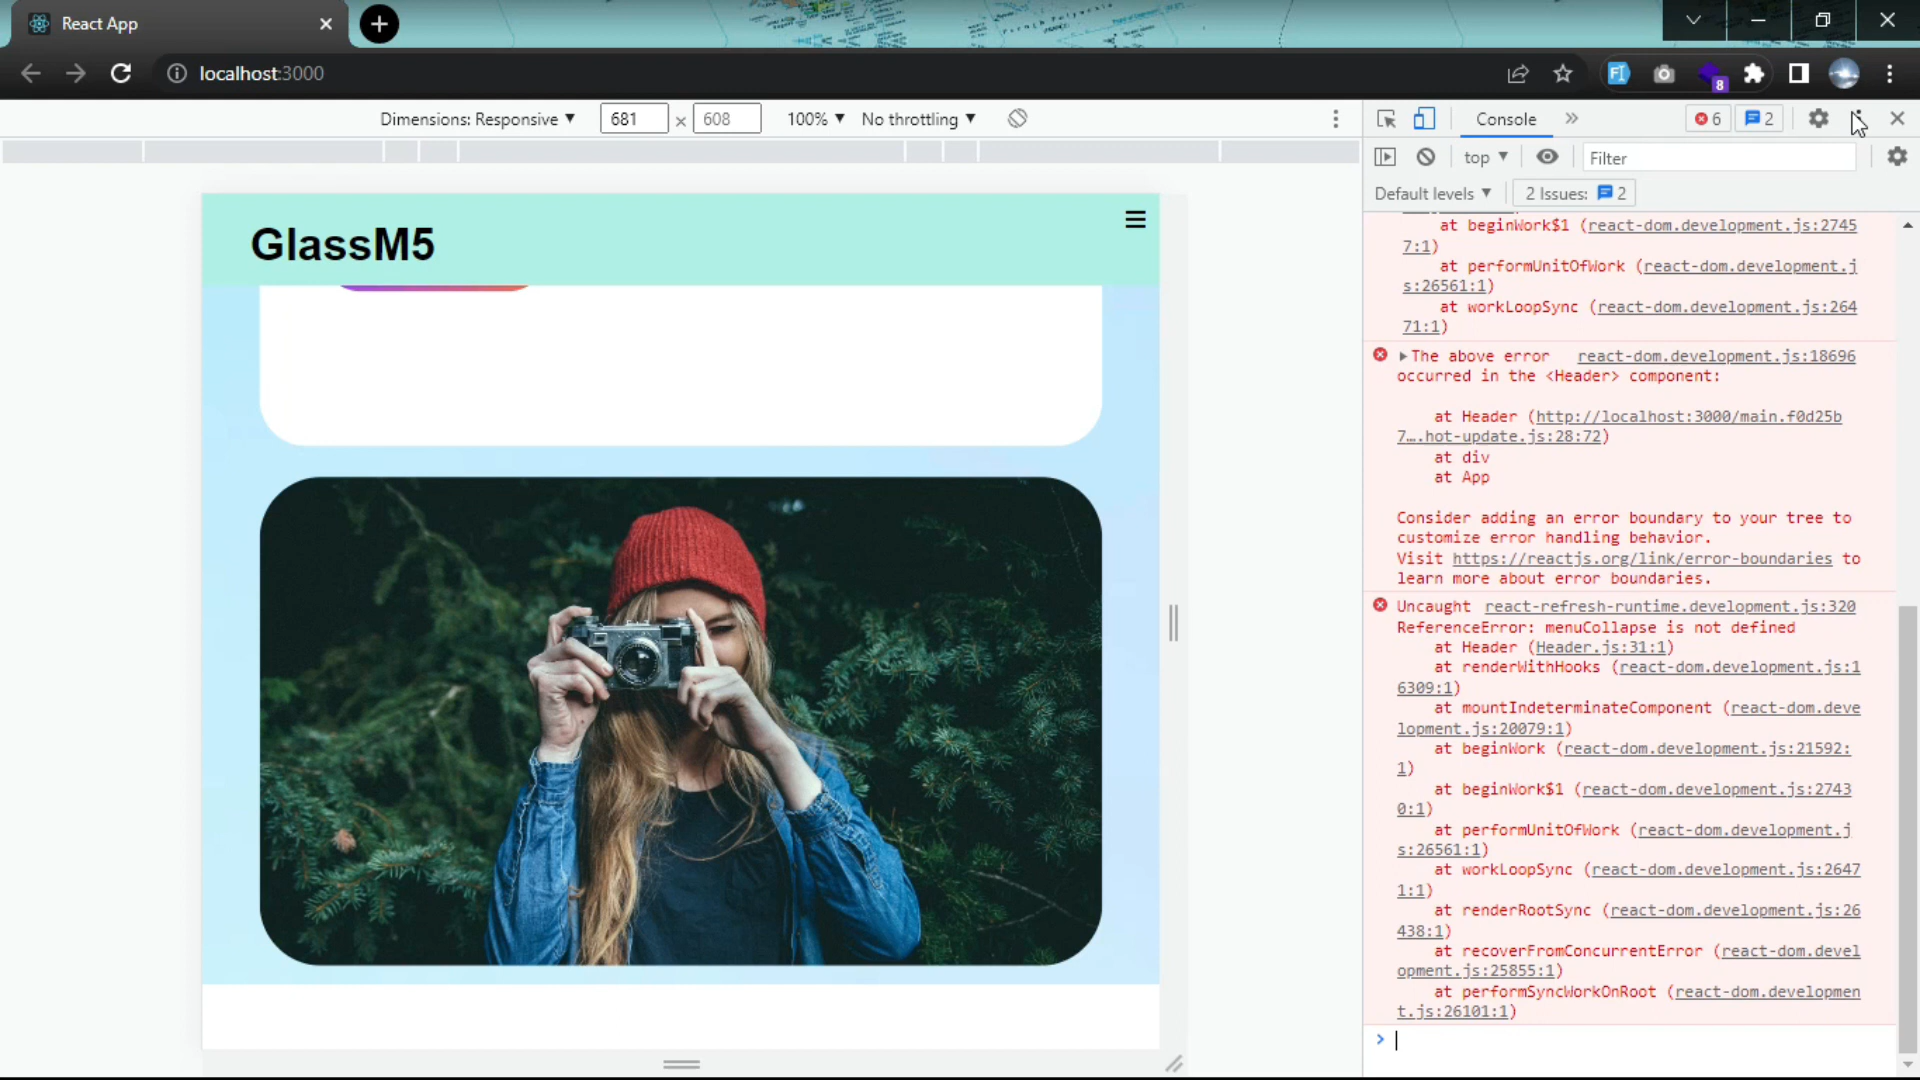 React App
localhost:3000
8
Dimensions: Responsive ▼ 681 × 608 100% ▼ No throttling ▼
Console » 6 2
top ▼ Filter
Default levels ▼ 2 Issues: 2
GlassM5
at beginWork$1 (react-dom.development.js:2745
7:1)
at performUnitOfWork (react-dom.development.j
s:26561:1)
at workLoopSync (react-dom.development.js:264
71:1)
▸The above error react-dom.development.js:18696
occurred in the <Header> component:
at Header (http://localhost:3000/main.f0d25b
7….hot-update.js:28:72)
at div
at App
Consider adding an error boundary to your tree to
customize error handling behavior.
Visit https://reactjs.org/link/error-boundaries to
learn more about error boundaries.
Uncaught react-refresh-runtime.development.js:320
ReferenceError: menuCollapse is not defined
at Header (Header.js:31:1)
at renderWithHooks (react-dom.development.js:1
6309:1)
at mountIndeterminateComponent (react-dom.deve
lopment.js:20079:1)
at beginWork (react-dom.development.js:21592:
1)
at beginWork$1 (react-dom.development.js:2743
0:1)
at performUnitOfWork (react-dom.development.j
s:26561:1)
at workLoopSync (react-dom.development.js:2647
1:1)
at renderRootSync (react-dom.development.js:26
438:1)
at recoverFromConcurrentError (react-dom.devel
opment.js:25855:1)
at performSyncWorkOnRoot (react-dom.developmen
t.js:26101:1)